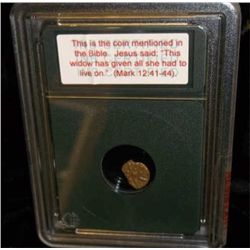 This is the coin mentioned in
the Bible. Jesus said; "This
widow has given all she had to
live on." (Mark 12:41-44).